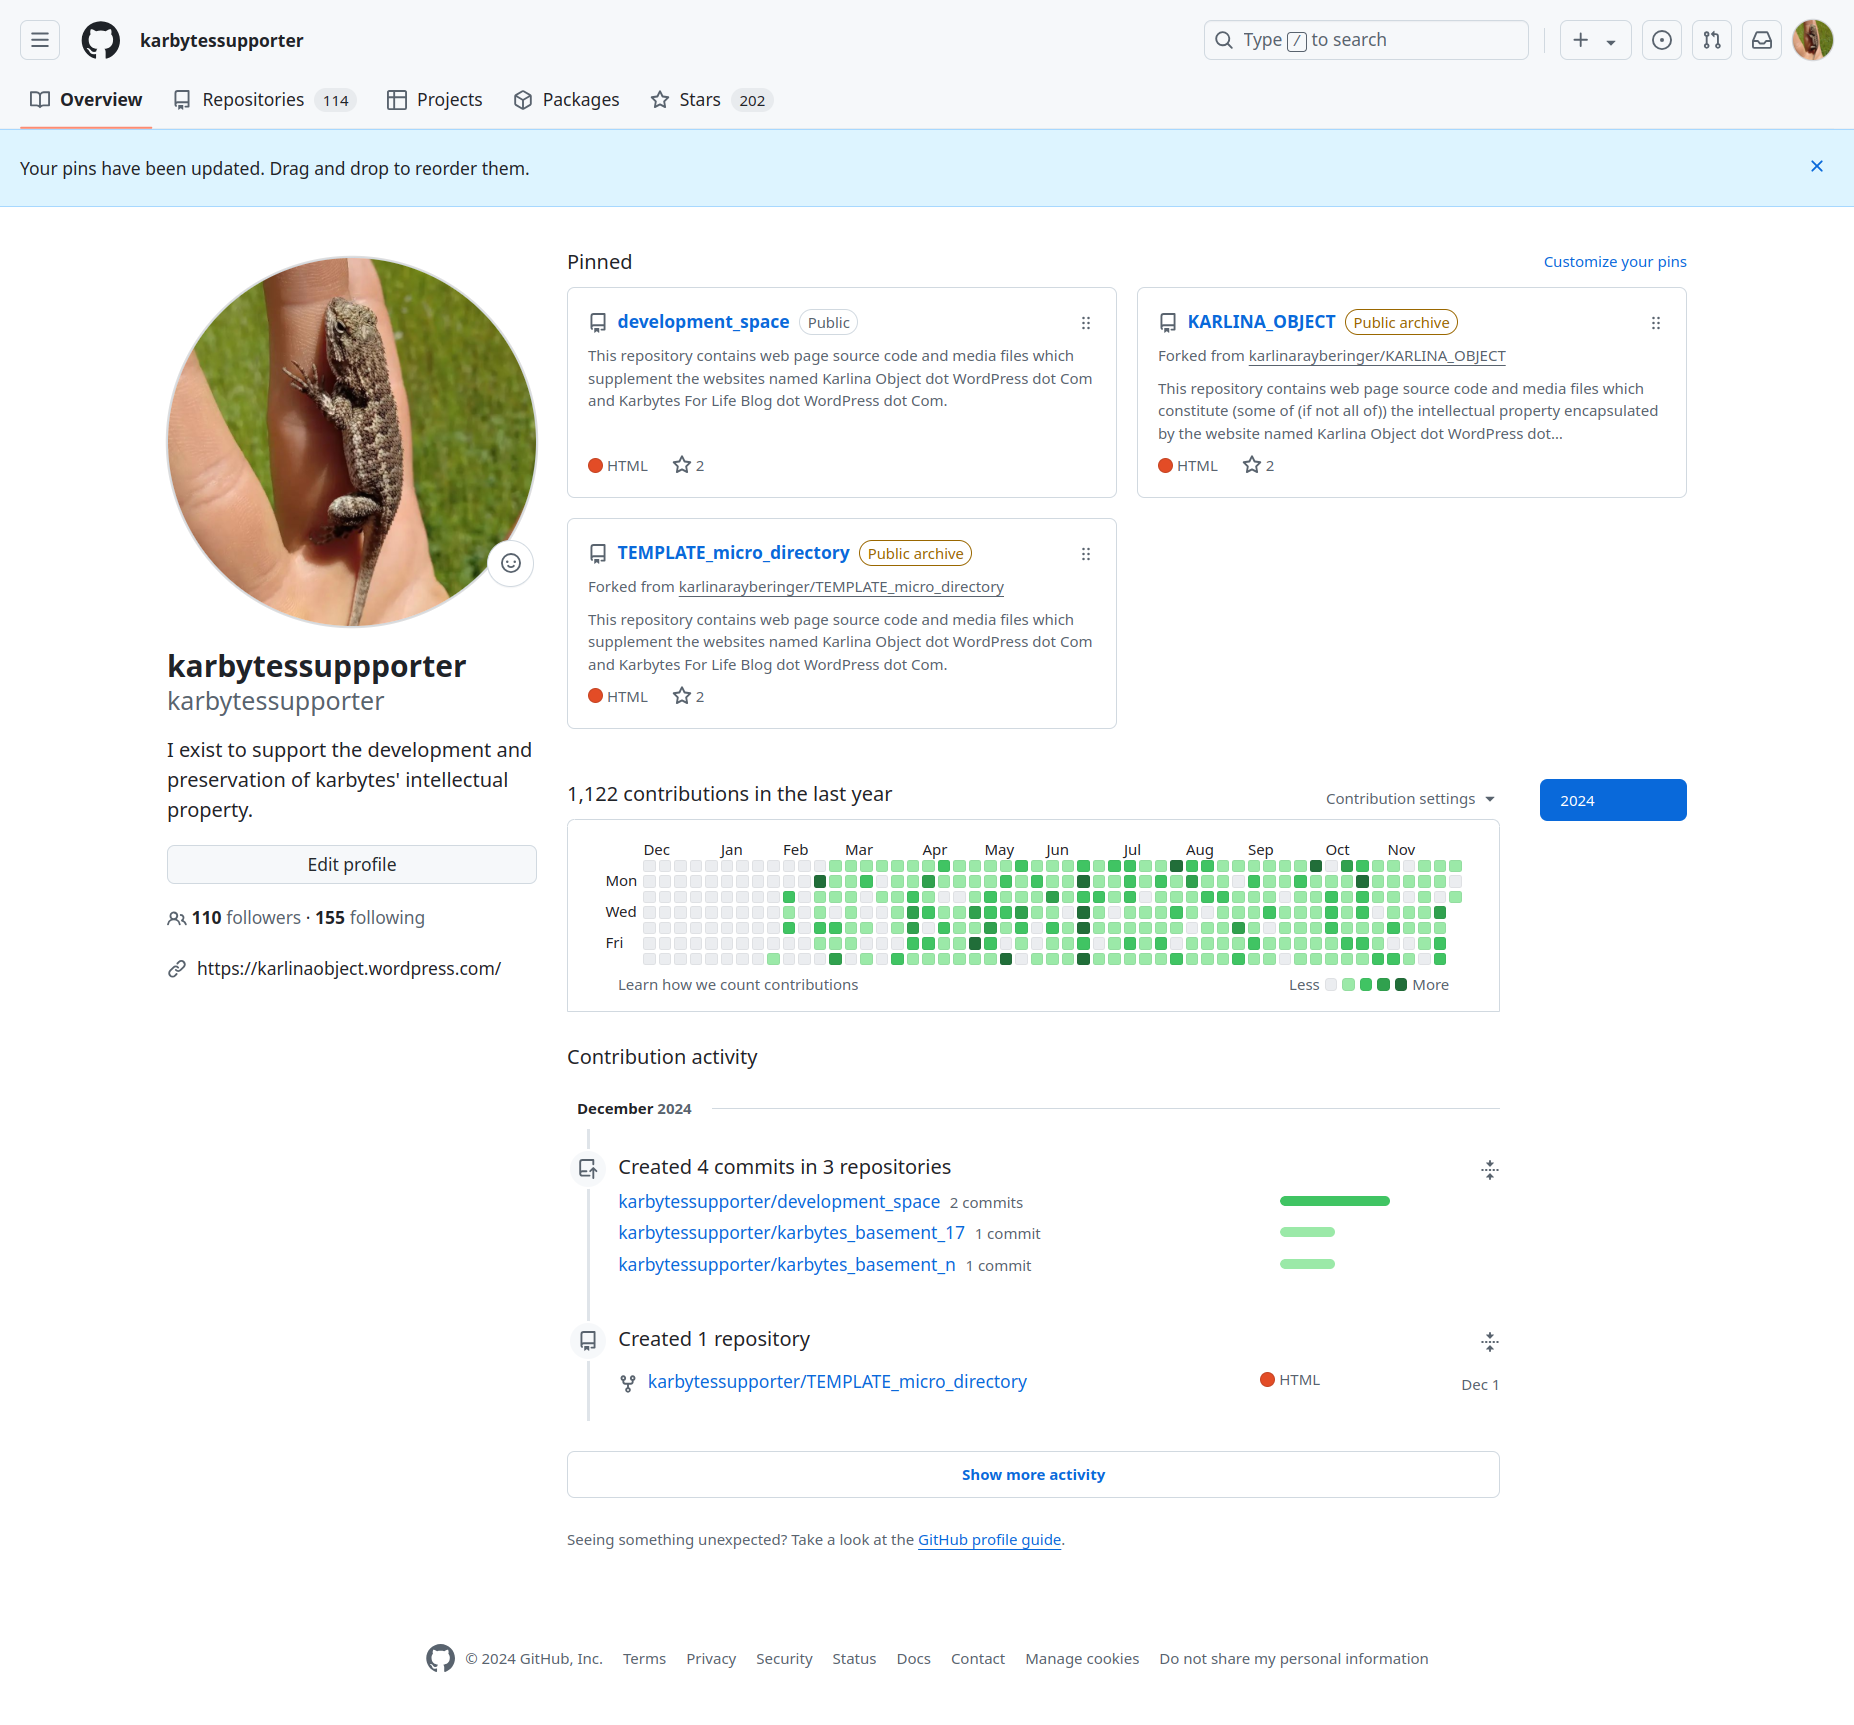 karbytessupporter
Type / to search
Overview
Repositories 114
Projects
Packages
Stars 202
Your pins have been updated. Drag and drop to reorder them.
karbytessuppporter
karbytessupporter
I exist to support the development and
preservation of karbytes' intellectual
property.
Edit profile
110 followers · 155 following
https://karlinaobject.wordpress.com/
Pinned
Customize your pins
development_space Public
This repository contains web page source code and media files which
supplement the websites named Karlina Object dot WordPress dot Com
and Karbytes For Life Blog dot WordPress dot Com.
HTML 2
KARLINA_OBJECT Public archive
Forked from karlinarayberinger/KARLINA_OBJECT
This repository contains web page source code and media files which
constitute (some of (if not all of)) the intellectual property encapsulated
by the website named Karlina Object dot WordPress dot...
HTML 2
TEMPLATE_micro_directory Public archive
Forked from karlinarayberinger/TEMPLATE_micro_directory
This repository contains web page source code and media files which
supplement the websites named Karlina Object dot WordPress dot Com
and Karbytes For Life Blog dot WordPress dot Com.
HTML 2
1,122 contributions in the last year
Contribution settings
2024
Dec Jan Feb Mar Apr May Jun Jul Aug Sep Oct Nov
Mon
Wed
Fri
Learn how we count contributions
Less More
Contribution activity
December 2024
Created 4 commits in 3 repositories
karbytessupporter/development_space 2 commits
karbytessupporter/karbytes_basement_17 1 commit
karbytessupporter/karbytes_basement_n 1 commit
Created 1 repository
karbytessupporter/TEMPLATE_micro_directory HTML Dec 1
Show more activity
Seeing something unexpected? Take a look at the GitHub profile guide.
© 2024 GitHub, Inc. Terms Privacy Security Status Docs Contact Manage cookies Do not share my personal information